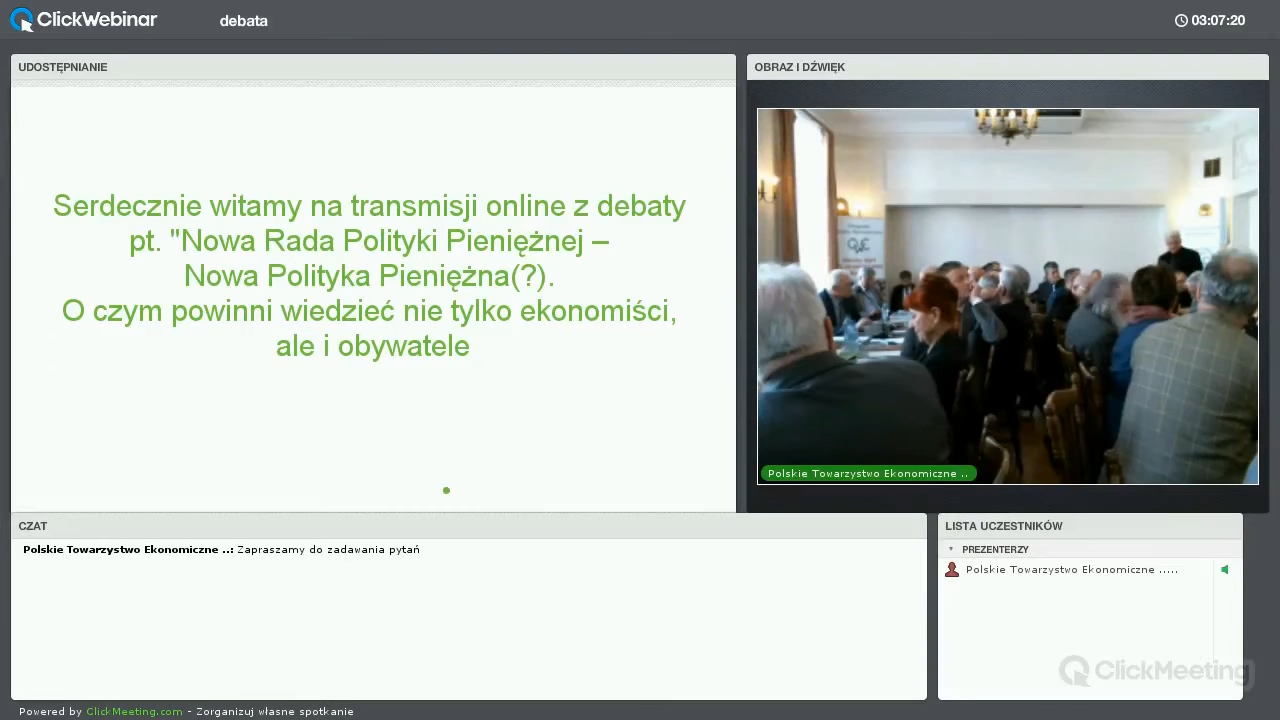 ClickWebinar
debata
03:07:20
UDOSTĘPNIANIE
Serdecznie witamy na transmisji online z debaty
pt. "Nowa Rada Polityki Pieniężnej –
Nowa Polityka Pieniężna(?).
O czym powinni wiedzieć nie tylko ekonomiści,
ale i obywatele
OBRAZ I DŹWIĘK
Polskie Towarzystwo Ekonomiczne ..
CZAT
Polskie Towarzystwo Ekonomiczne ..: Zapraszamy do zadawania pytań
LISTA UCZESTNIKÓW
PREZENTERZY
Polskie Towarzystwo Ekonomiczne .....
ClickMeeting
Powered by ClickMeeting.com - Zorganizuj własne spotkanie